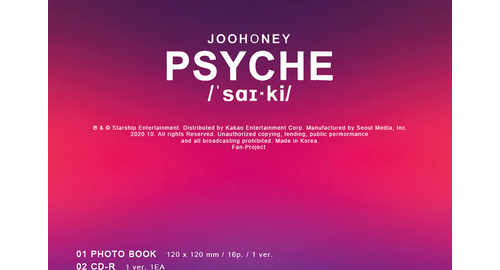 JOOHONEY
PSYCHE
/ˈsɑɪ·ki/
℗ & © Starship Entertainment. Distributed by Kakao Entertainment Corp. Manufactured by Seoul Media, Inc.
2020.10. All rights Reserved. Unauthorized copying, lending, public permormance
and all broadcasting prohibited. Made in Korea.
Fan-Project
01 PHOTO BOOK 120 x 120 mm / 16p. / 1 ver.
02 CD-R 1 ver. 1EA